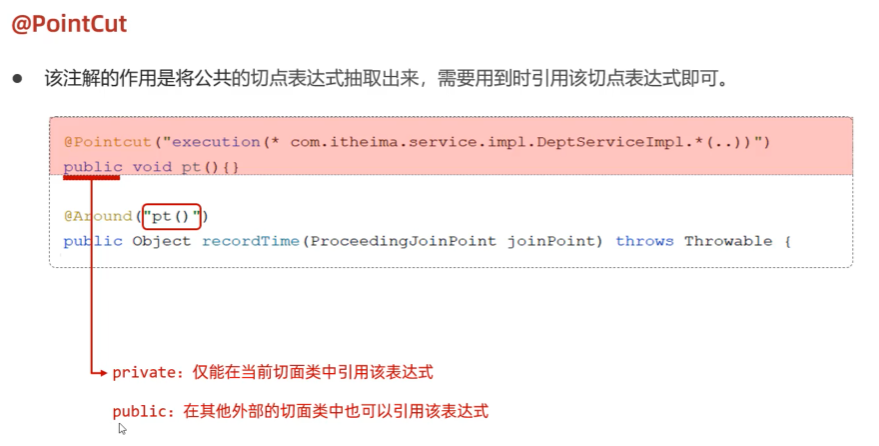 @PointCut
● 该注解的作用是将公共的切点表达式抽取出来，需要用到时引用该切点表达式即可。
@Pointcut("execution(* com.itheima.service.impl.DeptServiceImpl.*(..))")
public void pt(){}
@Around("pt()")
public Object recordTime(ProceedingJoinPoint joinPoint) throws Throwable {
private：仅能在当前切面类中引用该表达式
public：在其他外部的切面类中也可以引用该表达式